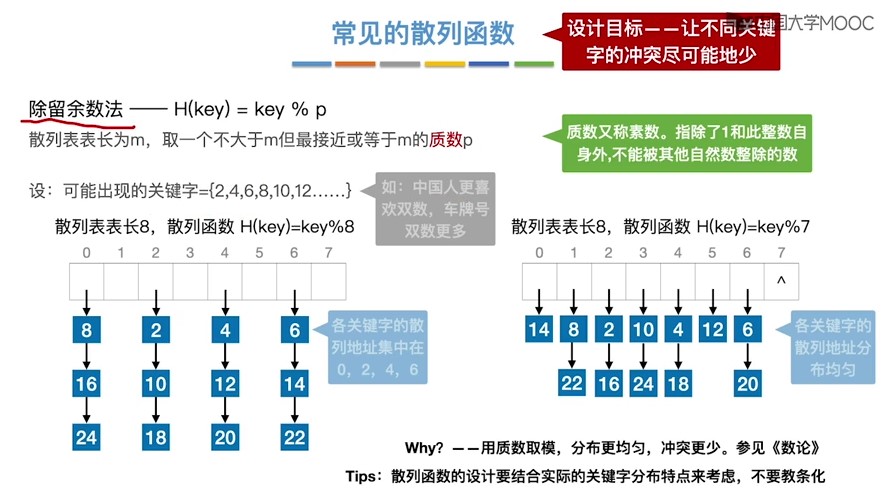 常见的散列函数
设计目标——让不同关键
字的冲突尽可能地少
中国大学MOOC
除留余数法 —— H(key) = key % p
散列表表长为m，取一个不大于m但最接近或等于m的质数p
质数又称素数。指除了1和此整数自
身外,不能被其他自然数整除的数
设：可能出现的关键字={2,4,6,8,10,12……}
如：中国人更喜
欢双数，车牌号
双数更多
散列表表长8，散列函数 H(key)=key%8
0 1 2 3 4 5 6 7
8 2 4 6
16 10 12 14
24 18 20 22
各关键字的散
列地址集中在
0，2，4，6
散列表表长8，散列函数 H(key)=key%7
0 1 2 3 4 5 6 7
^
14 8 2 10 4 12 6
22 16 24 18 20
各关键字的
散列地址分
布均匀
Why？——用质数取模，分布更均匀，冲突更少。参见《数论》
Tips：散列函数的设计要结合实际的关键字分布特点来考虑，不要教条化